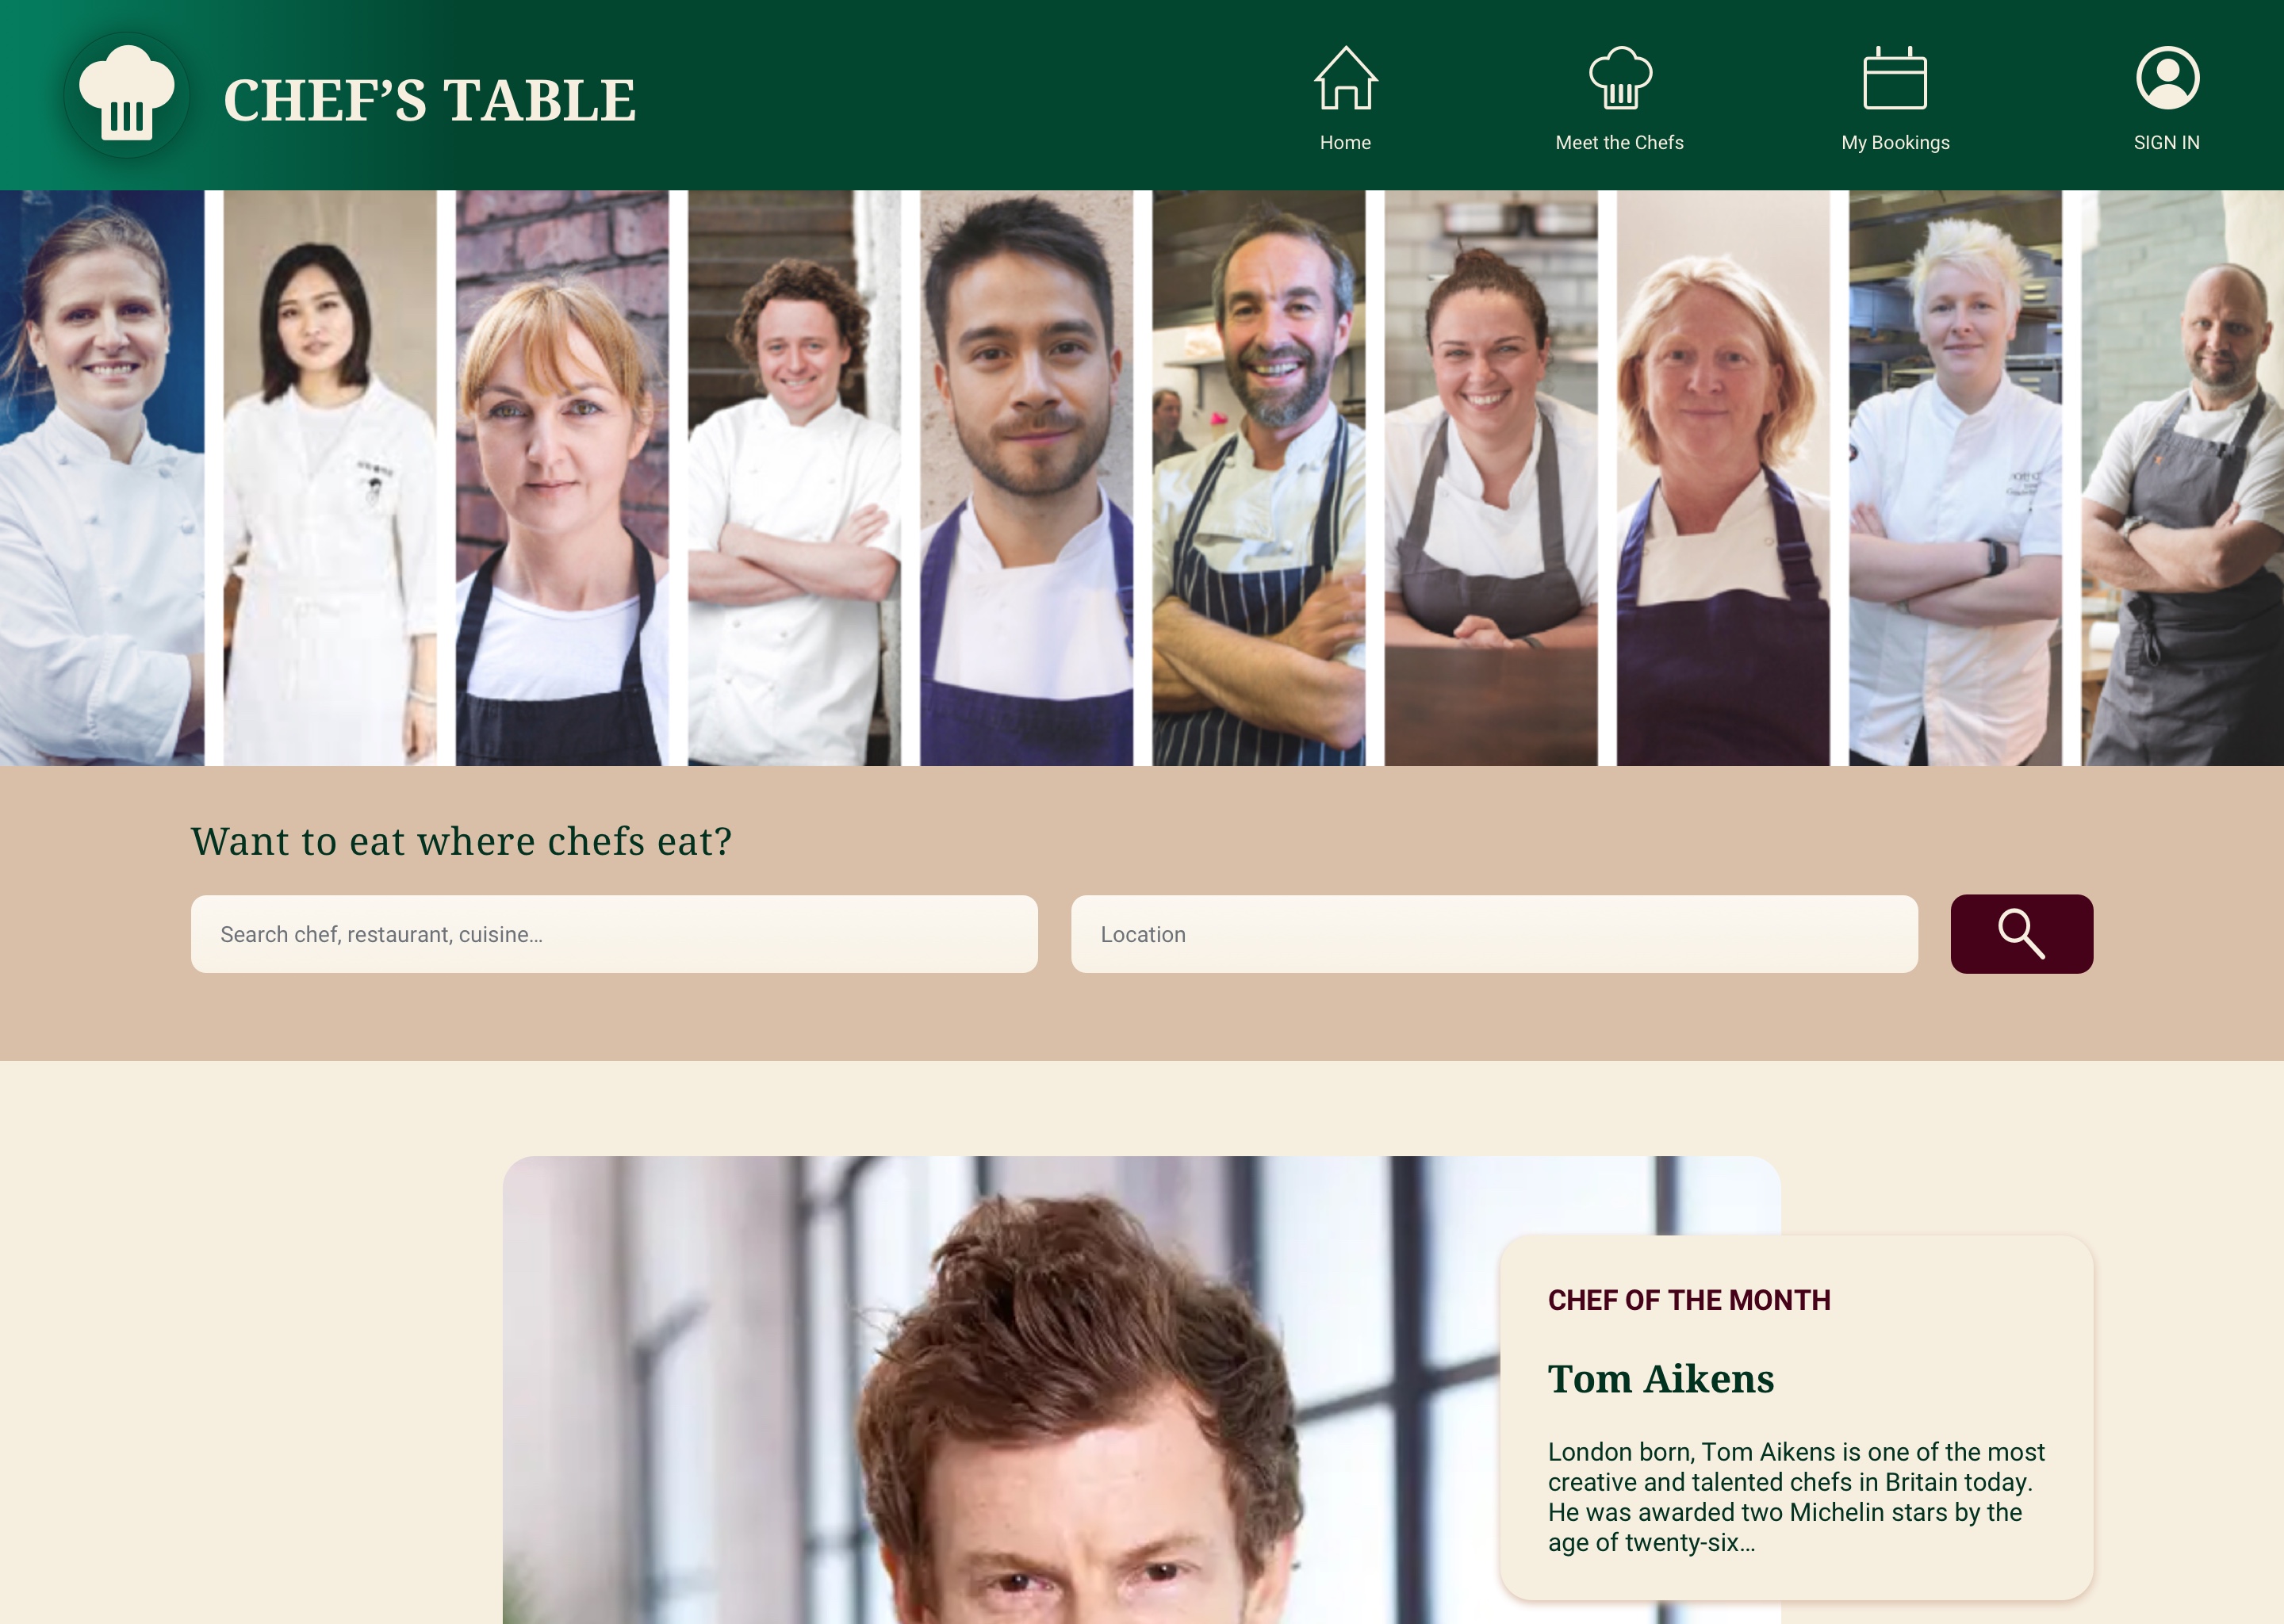 CHEF’S TABLE
Home
Meet the Chefs
My Bookings
SIGN IN
Want to eat where chefs eat?
Search chef, restaurant, cuisine...
Location
CHEF OF THE MONTH
Tom Aikens
London born, Tom Aikens is one of the most
creative and talented chefs in Britain today.
He was awarded two Michelin stars by the
age of twenty-six...